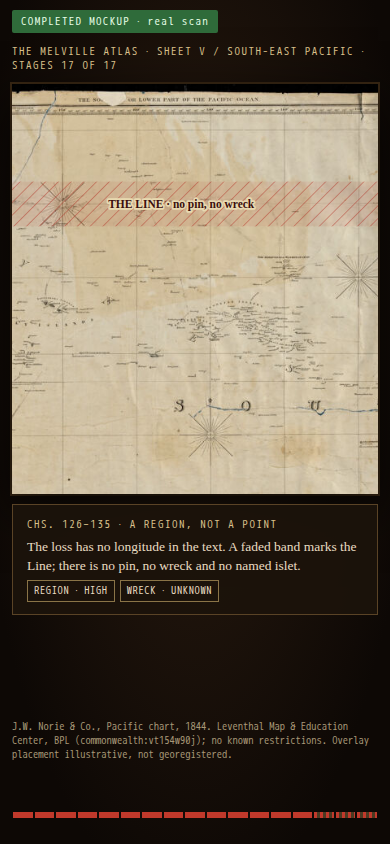 COMPLETED MOCKUP · real scan
THE MELVILLE ATLAS · SHEET V / SOUTH-EAST PACIFIC ·
STAGES 17 OF 17
OR LOWER PART OF THE PACIFIC OCEAN.
THE LINE · no pin, no wreck
S O U
CHS. 126–135 · A REGION, NOT A POINT
The loss has no longitude in the text. A faded band marks the
Line; there is no pin, no wreck and no named islet.
REGION · HIGH WRECK · UNKNOWN
J.W. Norie & Co., Pacific chart, 1844. Leventhal Map & Education
Center, BPL (commonwealth:vt154w90j); no known restrictions. Overlay
placement illustrative, not georegistered.